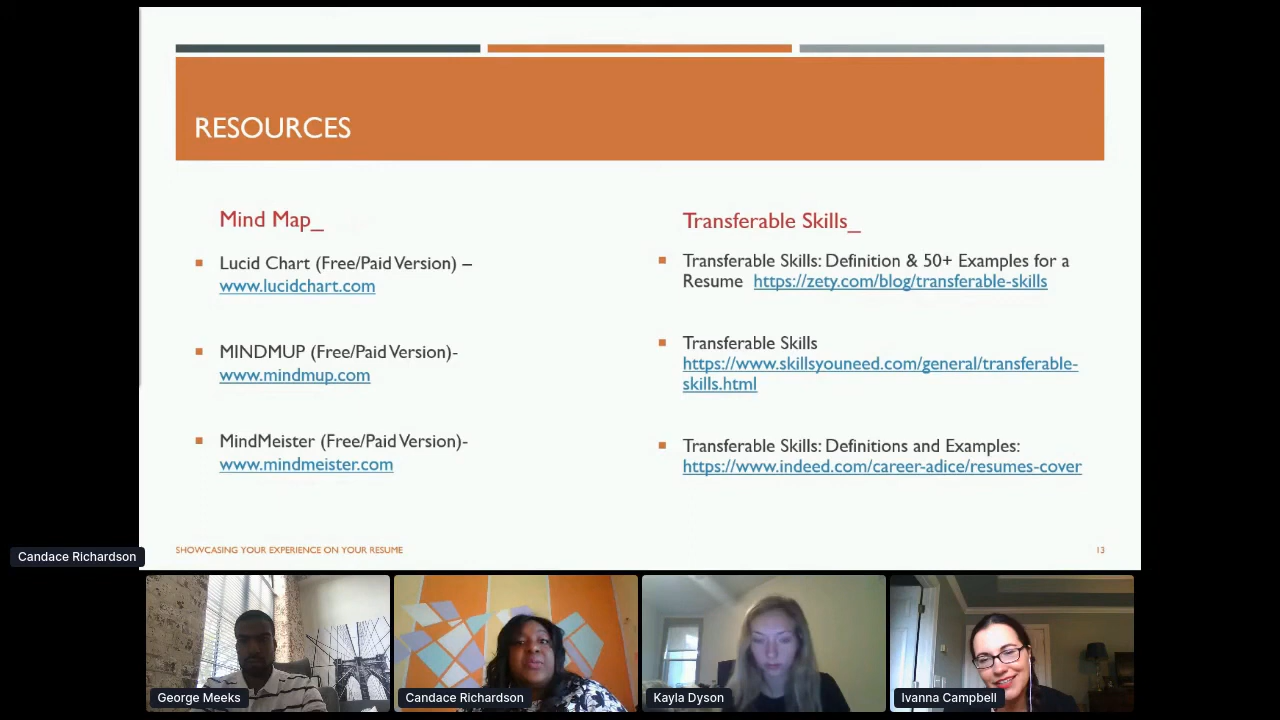 RESOURCES
Mind Map_
Lucid Chart (Free/Paid Version) –
www.lucidchart.com
MINDMUP (Free/Paid Version)-
www.mindmup.com
MindMeister (Free/Paid Version)-
www.mindmeister.com
Transferable Skills_
Transferable Skills: Definition & 50+ Examples for a
Resume https://zety.com/blog/transferable-skills
Transferable Skills
https://www.skillsyouneed.com/general/transferable-
skills.html
Transferable Skills: Definitions and Examples:
https://www.indeed.com/career-adice/resumes-cover
SHOWCASING YOUR EXPERIENCE ON YOUR RESUME
13
Candace Richardson
George Meeks
Candace Richardson
Kayla Dyson
Ivanna Campbell